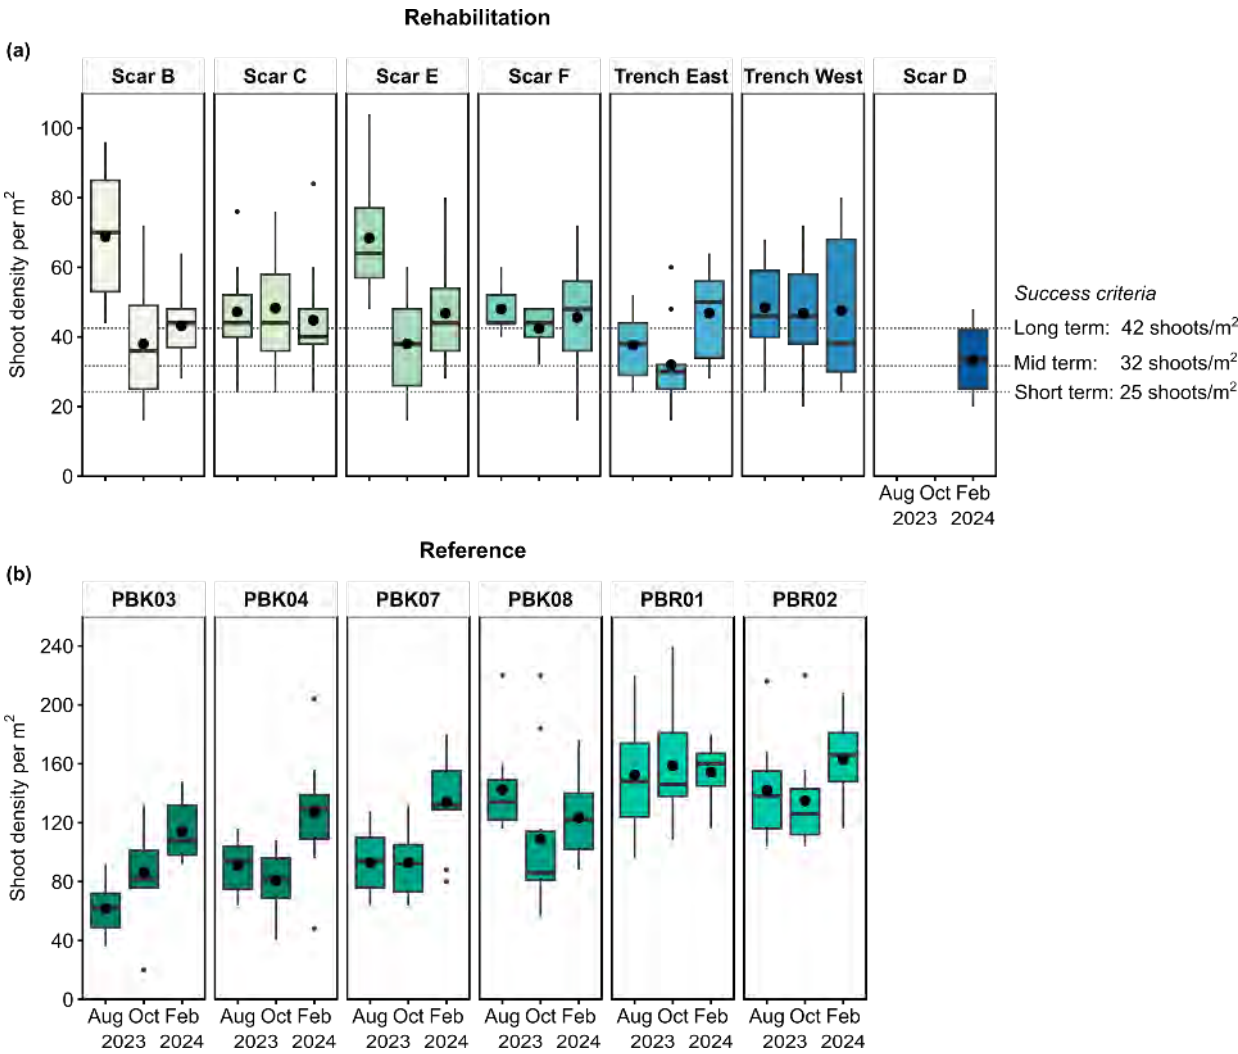 Rehabilitation
(a)
Scar B Scar C Scar E Scar F Trench East Trench West Scar D
Shoot density per m²
100
80
60
40
20
0
Success criteria
Long term: 42 shoots/m²
Mid term: 32 shoots/m²
Short term: 25 shoots/m²
Aug Oct Feb
2023 2024
Reference
(b)
PBK03 PBK04 PBK07 PBK08 PBR01 PBR02
Shoot density per m²
240
200
160
120
80
40
0
Aug Oct Feb Aug Oct Feb Aug Oct Feb Aug Oct Feb Aug Oct Feb Aug Oct Feb
2023 2024 2023 2024 2023 2024 2023 2024 2023 2024 2023 2024